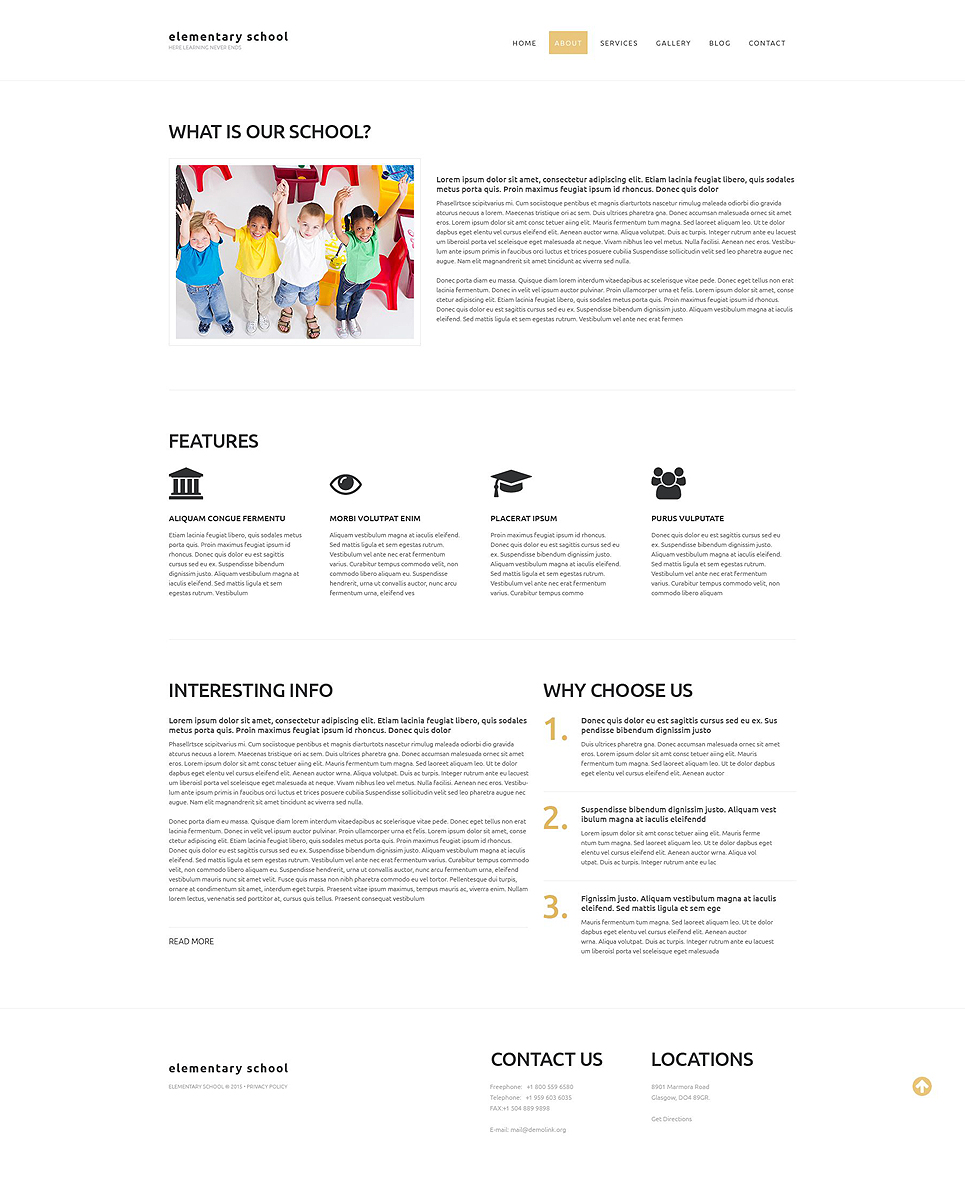 elementary school
HERE LEARNING NEVER ENDS
HOME
ABOUT
SERVICES
GALLERY
BLOG
CONTACT
WHAT IS OUR SCHOOL?
Lorem ipsum dolor sit amet, consectetur adipiscing elit. Etiam lacinia feugiat libero, quis sodales
metus porta quis. Proin maximus feugiat ipsum id rhoncus. Donec quis dolor
Phasellrtsce scipitvarius mi. Cum sociistoque pentibus et magnis diarturtots nascetur rimulug maleada odiorbi dio gravida
atcurus necuus a lorem. Maecenas tristique ori ac sem. Duis ultrices pharetra gna. Donec accumsan malesuada ornec sit amet
eros. Lorem ipsum dolor sit amt consc tetuer aiing elit. Mauris fermentum tum magna. Sed laoreet aliquam leo. Ut te dolor
dapbus eget elentu vel cursus eleifend elit. Aenean auctor wrna. Aliqua volutpat. Duis ac turpis. Integer rutrum ante eu lacuest
um liberoisl porta vel sceleisque eget malesuada at neque. Vivam nibhus leo vel metus. Nulla facilisi. Aenean nec eros. Vestibu-
lum ante ipsum primis in faucibus orci luctus et trices posuere cubilia Suspendisse sollicitudin velit sed leo pharetra augue nec
augue. Nam elit magnandrerit sit amet tincidunt ac viverra sed nulla.
Donec porta diam eu massa. Quisque diam lorem interdum vitaedapibus ac scelerisque vitae pede. Donec eget tellus non erat
lacinia fermentum. Donec in velit vel ipsum auctor pulvinar. Proin ullamcorper urna et felis. Lorem ipsum dolor sit amet, conse
ctetur adipiscing elit. Etiam lacinia feugiat libero, quis sodales metus porta quis. Proin maximus feugiat ipsum id rhoncus.
Donec quis dolor eu est sagittis cursus sed eu ex. Suspendisse bibendum dignissim justo. Aliquam vestibulum magna at iaculis
eleifend. Sed mattis ligula et sem egestas rutrum. Vestibulum vel ante nec erat fermen
FEATURES
ALIQUAM CONGUE FERMENTU
Etiam lacinia feugiat libero, quis sodales metus
porta quis. Proin maximus feugiat ipsum id
rhoncus. Donec quis dolor eu est sagittis
cursus sed eu ex. Suspendisse bibendum
dignissim justo. Aliquam vestibulum magna at
iaculis eleifend. Sed mattis ligula et sem
egestas rutrum. Vestibulum
MORBI VOLUTPAT ENIM
Aliquam vestibulum magna at iaculis eleifend.
Sed mattis ligula et sem egestas rutrum.
Vestibulum vel ante nec erat fermentum
varius. Curabitur tempus commodo velit, non
commodo libero aliquam eu. Suspendisse
hendrerit, urna ut convallis auctor, nunc arcu
fermentum urna, eleifend ves
PLACERAT IPSUM
Proin maximus feugiat ipsum id rhoncus.
Donec quis dolor eu est sagittis cursus sed eu
ex. Suspendisse bibendum dignissim justo.
Aliquam vestibulum magna at iaculis eleifend.
Sed mattis ligula et sem egestas rutrum.
Vestibulum vel ante nec erat fermentum
varius. Curabitur tempus commo
PURUS VULPUTATE
Donec quis dolor eu est sagittis cursus sed eu
ex. Suspendisse bibendum dignissim justo.
Aliquam vestibulum magna at iaculis eleifend.
Sed mattis ligula et sem egestas rutrum.
Vestibulum vel ante nec erat fermentum
varius. Curabitur tempus commodo velit, non
commodo libero aliquam
INTERESTING INFO
Lorem ipsum dolor sit amet, consectetur adipiscing elit. Etiam lacinia feugiat libero, quis sodales
metus porta quis. Proin maximus feugiat ipsum id rhoncus. Donec quis dolor
Phasellrtsce scipitvarius mi. Cum sociistoque pentibus et magnis diarturtots nascetur rimulug maleada odiorbi dio gravida
atcurus necuus a lorem. Maecenas tristique ori ac sem. Duis ultrices pharetra gna. Donec accumsan malesuada ornec sit amet
eros. Lorem ipsum dolor sit amt consc tetuer aiing elit. Mauris fermentum tum magna. Sed laoreet aliquam leo. Ut te dolor
dapbus eget elentu vel cursus eleifend elit. Aenean auctor wrna. Aliqua volutpat. Duis ac turpis. Integer rutrum ante eu lacuest
um liberoisl porta vel sceleisque eget malesuada at neque. Vivam nibhus leo vel metus. Nulla facilisi. Aenean nec eros. Vestibu-
lum ante ipsum primis in faucibus orci luctus et trices posuere cubilia Suspendisse sollicitudin velit sed leo pharetra augue nec
augue. Nam elit magnandrerit sit amet tincidunt ac viverra sed nulla.
Donec porta diam eu massa. Quisque diam lorem interdum vitaedapibus ac scelerisque vitae pede. Donec eget tellus non erat
lacinia fermentum. Donec in velit vel ipsum auctor pulvinar. Proin ullamcorper urna et felis. Lorem ipsum dolor sit amet, conse
ctetur adipiscing elit. Etiam lacinia feugiat libero, quis sodales metus porta quis. Proin maximus feugiat ipsum id rhoncus.
Donec quis dolor eu est sagittis cursus sed eu ex. Suspendisse bibendum dignissim justo. Aliquam vestibulum magna at iaculis
eleifend. Sed mattis ligula et sem egestas rutrum. Vestibulum vel ante nec erat fermentum varius. Curabitur tempus commodo
velit, non commodo libero aliquam eu. Suspendisse hendrerit, urna ut convallis auctor, nunc arcu fermentum urna, eleifend
vestibulum mauris nunc sit amet velit. Fusce quis massa non nibh pharetra commodo eu vel tortor. Pellentesque dui turpis,
ornare at condimentum sit amet, interdum eget turpis. Praesent vitae ipsum maximus, tempus mauris ac, viverra enim. Nullam
lorem lectus, venenatis sed porttitor at, cursus quis tellus. Praesent consequat vestibulum
READ MORE
WHY CHOOSE US
1.
Donec quis dolor eu est sagittis cursus sed eu ex. Sus
pendisse bibendum dignissim justo
Duis ultrices pharetra gna. Donec accumsan malesuada ornec sit amet
eros. Lorem ipsum dolor sit amt consc tetuer aiing elit. Mauris
fermentum tum magna. Sed laoreet aliquam leo. Ut te dolor dapbus
eget elentu vel cursus eleifend elit. Aenean auctor
2.
Suspendisse bibendum dignissim justo. Aliquam vest
ibulum magna at iaculis eleifendd
Lorem ipsum dolor sit amt consc tetuer aiing elit. Mauris ferme
ntum tum magna. Sed laoreet aliquam leo. Ut te dolor dapbus eget
elentu vel cursus eleifend elit. Aenean auctor wrna. Aliqua vol
utpat. Duis ac turpis. Integer rutrum ante eu lac
3.
Fignissim justo. Aliquam vestibulum magna at iaculis
eleifend. Sed mattis ligula et sem ege
Mauris fermentum tum magna. Sed laoreet aliquam leo. Ut te dolor
dapbus eget elentu vel cursus eleifend elit. Aenean auctor
wrna. Aliqua volutpat. Duis ac turpis. Integer rutrum ante eu lacuest
um liberoisl porta vel sceleisque eget malesuada
elementary school
ELEMENTARY SCHOOL © 2015 • PRIVACY POLICY
CONTACT US
Freephone: +1 800 559 6580
Telephone: +1 959 603 6035
FAX:+1 504 889 9898
E-mail: mail@demolink.org
LOCATIONS
8901 Marmora Road
Glasgow, DO4 89GR.
Get Directions